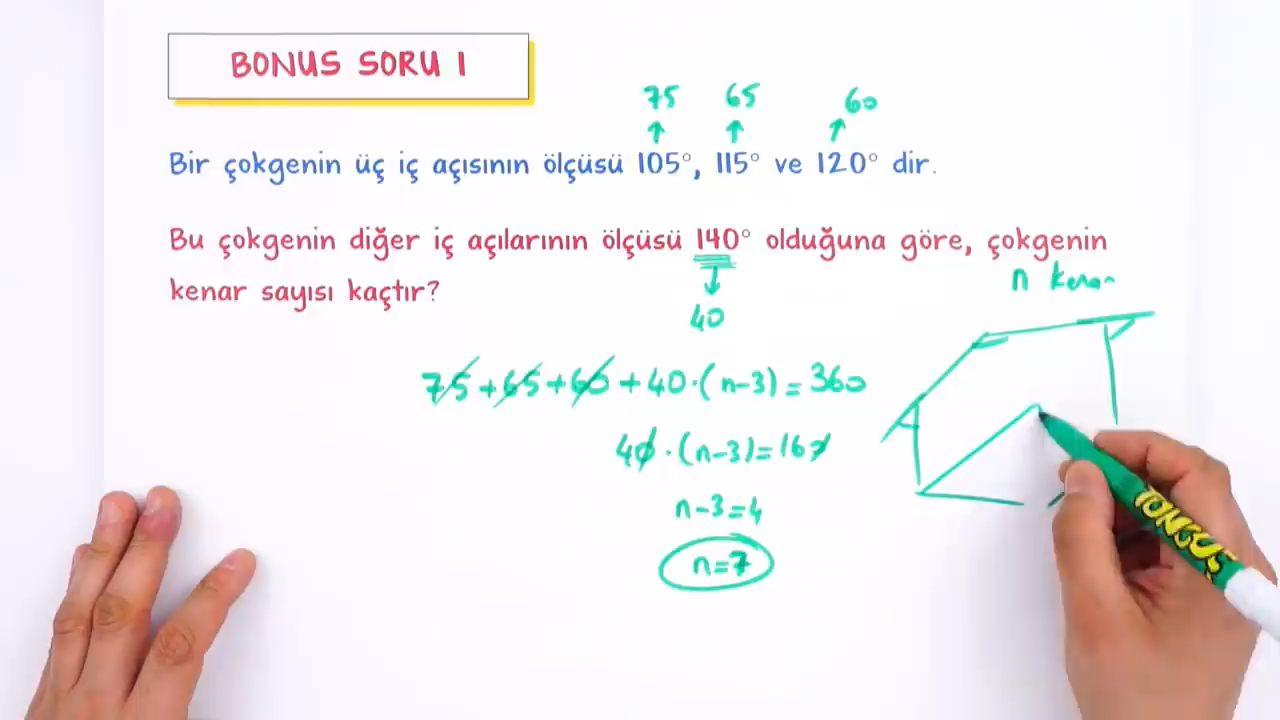 BONUS SORU 1
75 65 60
Bir çokgenin üç iç açısının ölçüsü 105°, 115° ve 120° dir.
Bu çokgenin diğer iç açılarının ölçüsü 140° olduğuna göre, çokgenin
kenar sayısı kaçtır?
n kenar
40
75+65+60+40·(n-3)=360
40·(n-3)=160
n-3=4
n=7
TONGUÇ